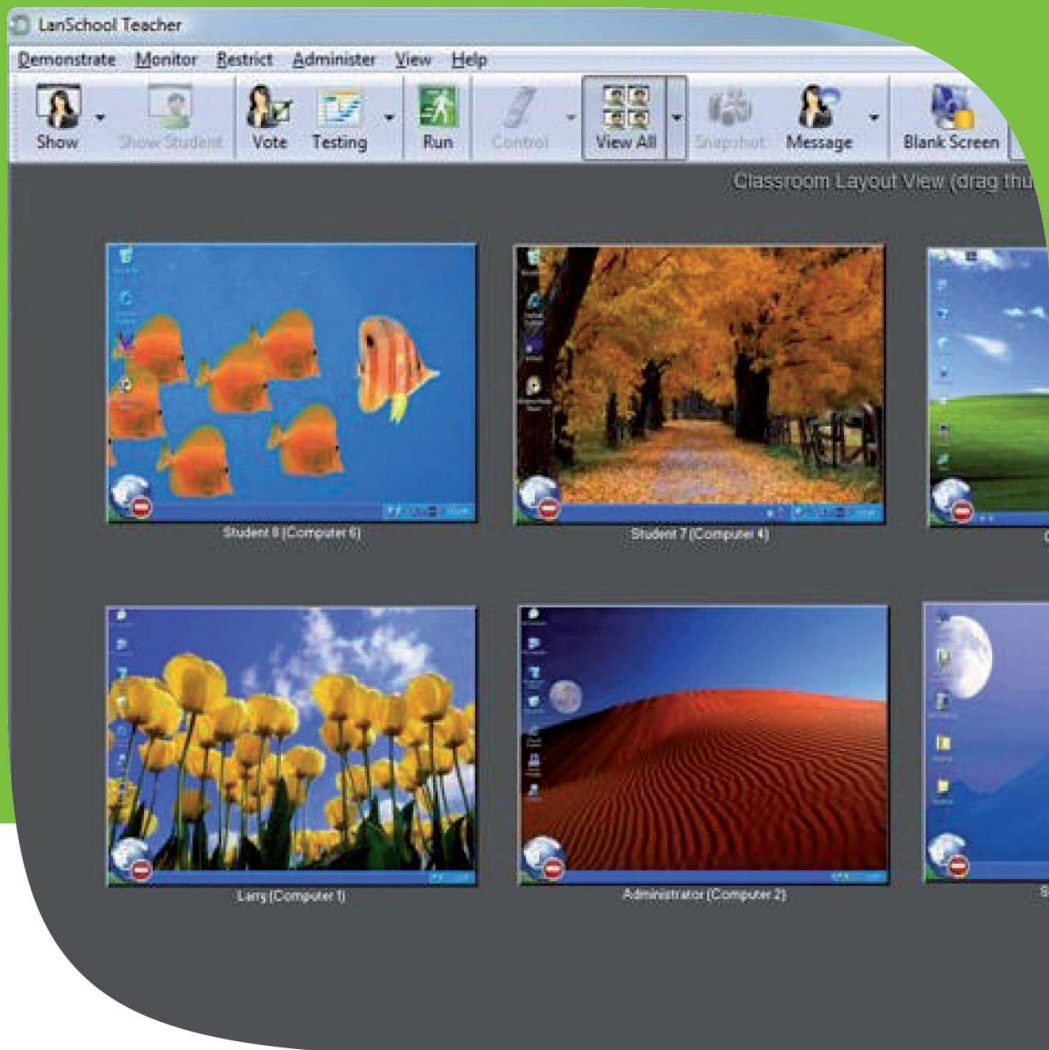 LanSchool Teacher
Demonstrate Monitor Restrict Administer View Help
Show Show Student Vote Testing Run Control View All Snapshot Message Blank Screen
Classroom Layout View (drag thu
Student 8 (Computer 6) Student 7 (Computer 4)
Larry (Computer 1) Administrator (Computer 2) S